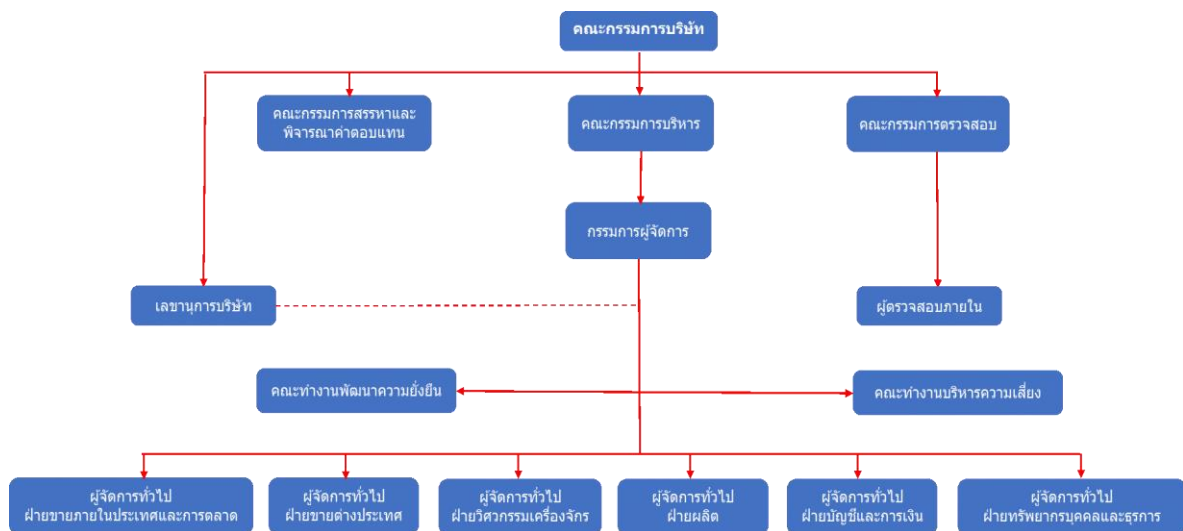 คณะกรรมการบริษัท
คณะกรรมการสรรหาและ
พิจารณาค่าตอบแทน
คณะกรรมการบริหาร
คณะกรรมการตรวจสอบ
กรรมการผู้จัดการ
เลขานุการบริษัท
ผู้ตรวจสอบภายใน
คณะทำงานพัฒนาความยั่งยืน
คณะทำงานบริหารความเสี่ยง
ผู้จัดการทั่วไป
ฝ่ายขายภายในประเทศและการตลาด
ผู้จัดการทั่วไป
ฝ่ายขายต่างประเทศ
ผู้จัดการทั่วไป
ฝ่ายวิศวกรรมเครื่องจักร
ผู้จัดการทั่วไป
ฝ่ายผลิต
ผู้จัดการทั่วไป
ฝ่ายบัญชีและการเงิน
ผู้จัดการทั่วไป
ฝ่ายทรัพยากรบุคคลและธุรการ